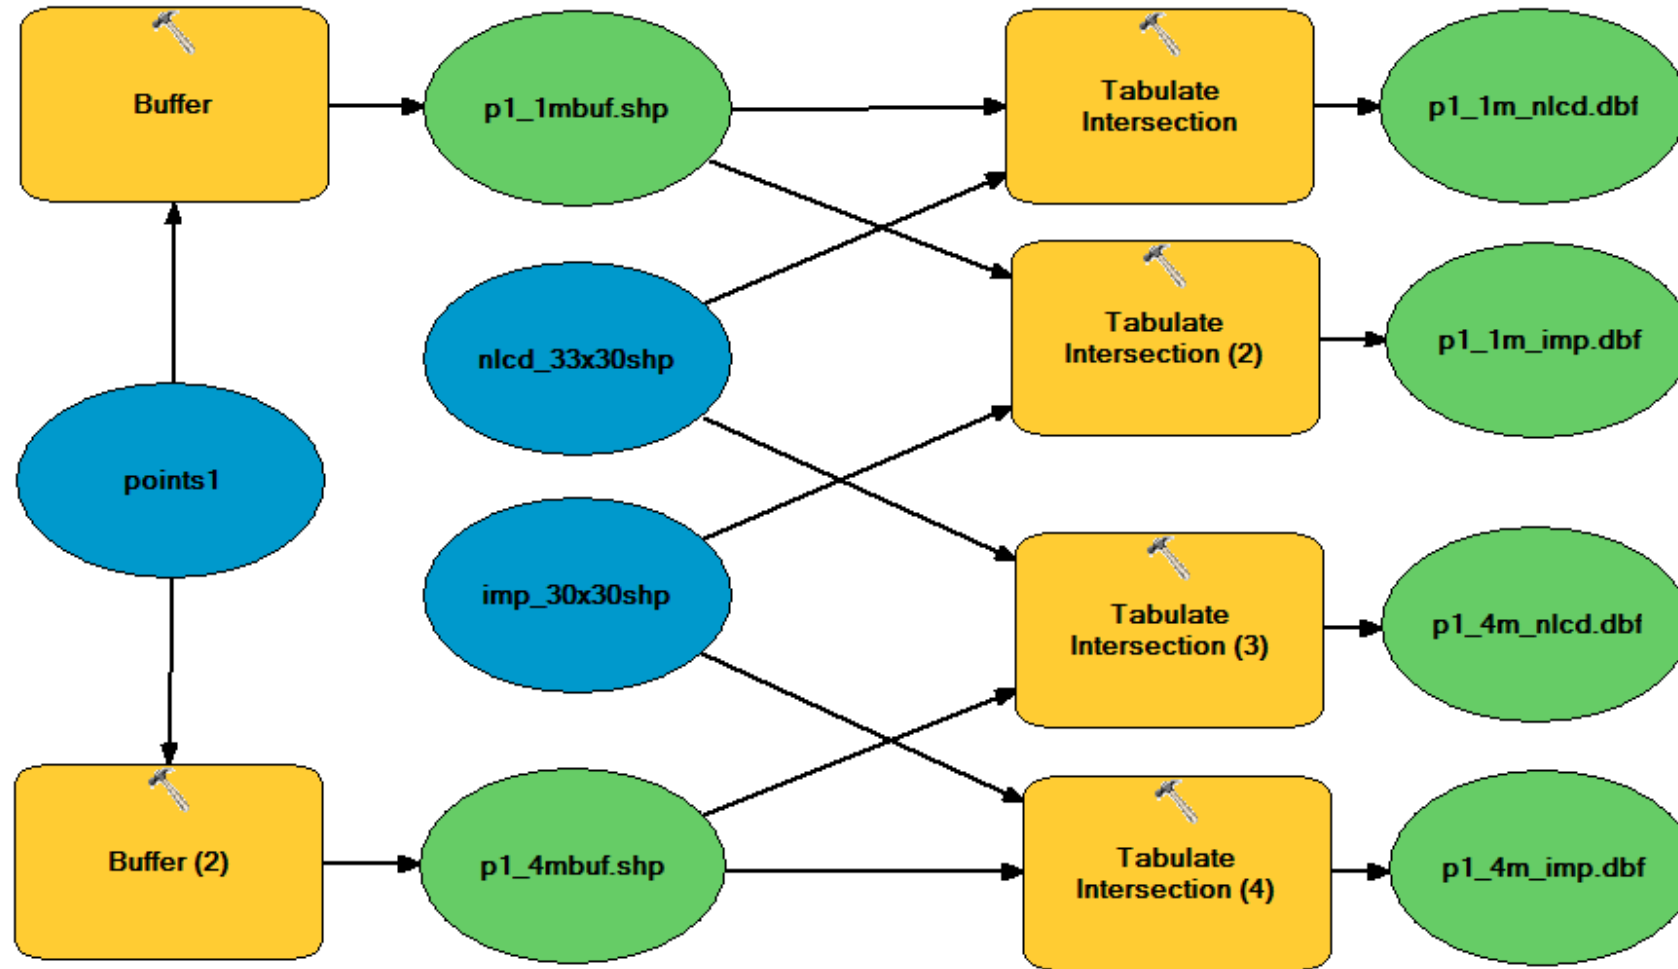 Buffer
p1_1mbuf.shp
Tabulate
Intersection
p1_1m_nlcd.dbf
nlcd_33x30shp
Tabulate
Intersection (2)
p1_1m_imp.dbf
points1
imp_30x30shp
Tabulate
Intersection (3)
p1_4m_nlcd.dbf
Buffer (2)
p1_4mbuf.shp
Tabulate
Intersection (4)
p1_4m_imp.dbf